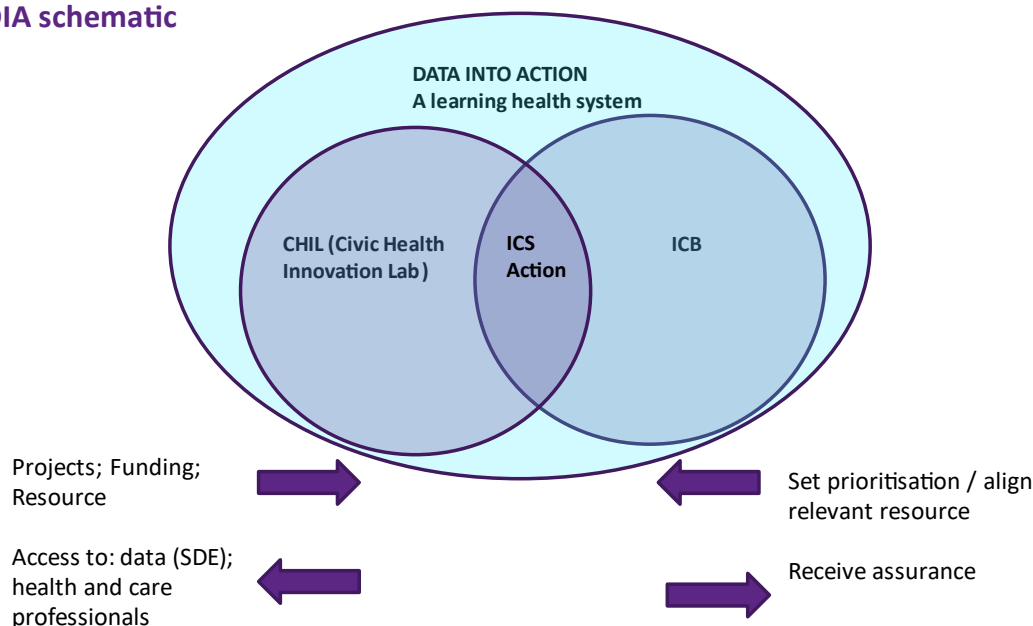 DIA schematic
DATA INTO ACTION
A learning health system
CHIL (Civic Health
Innovation Lab)
ICS
Action
ICB
Projects; Funding;
Resource
Set prioritisation / align
relevant resource
Access to: data (SDE);
health and care
professionals
Receive assurance